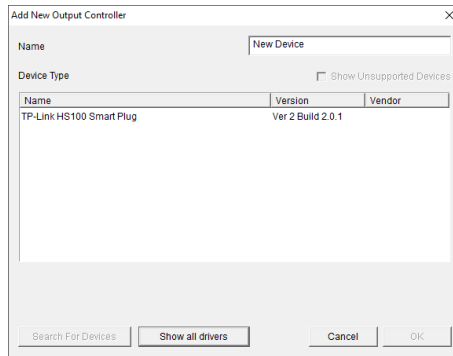 Add New Output Controller
Name New Device
Device Type Show Unsupported Devices
Name Version Vendor
TP-Link HS100 Smart Plug Ver 2 Build 2.0.1
Search For Devices Show all drivers Cancel OK